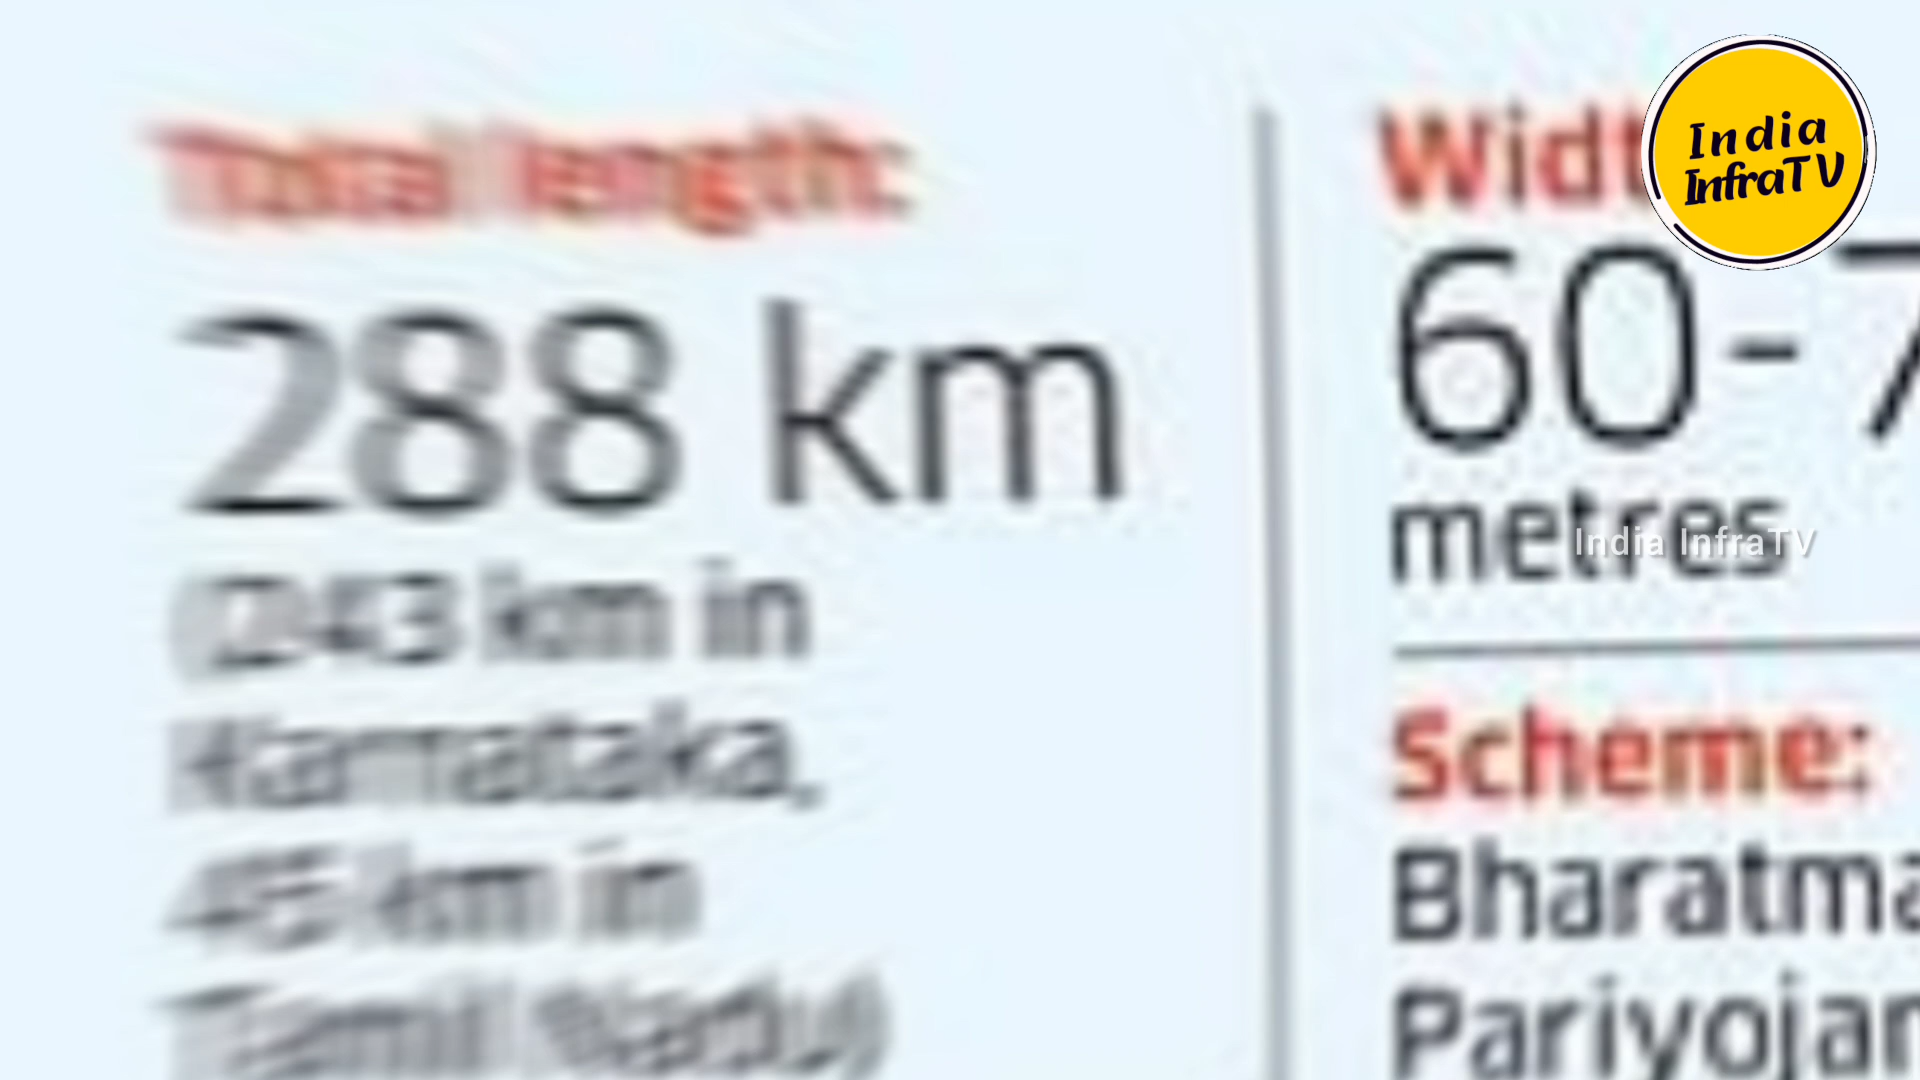 Total length:
288 km
(243 km in
Karnataka,
45 km in
Tamil Nadu)
Widt
60-7
metres
Scheme:
Bharatma
Pariyojan
India
InfraTV
India InfraTV